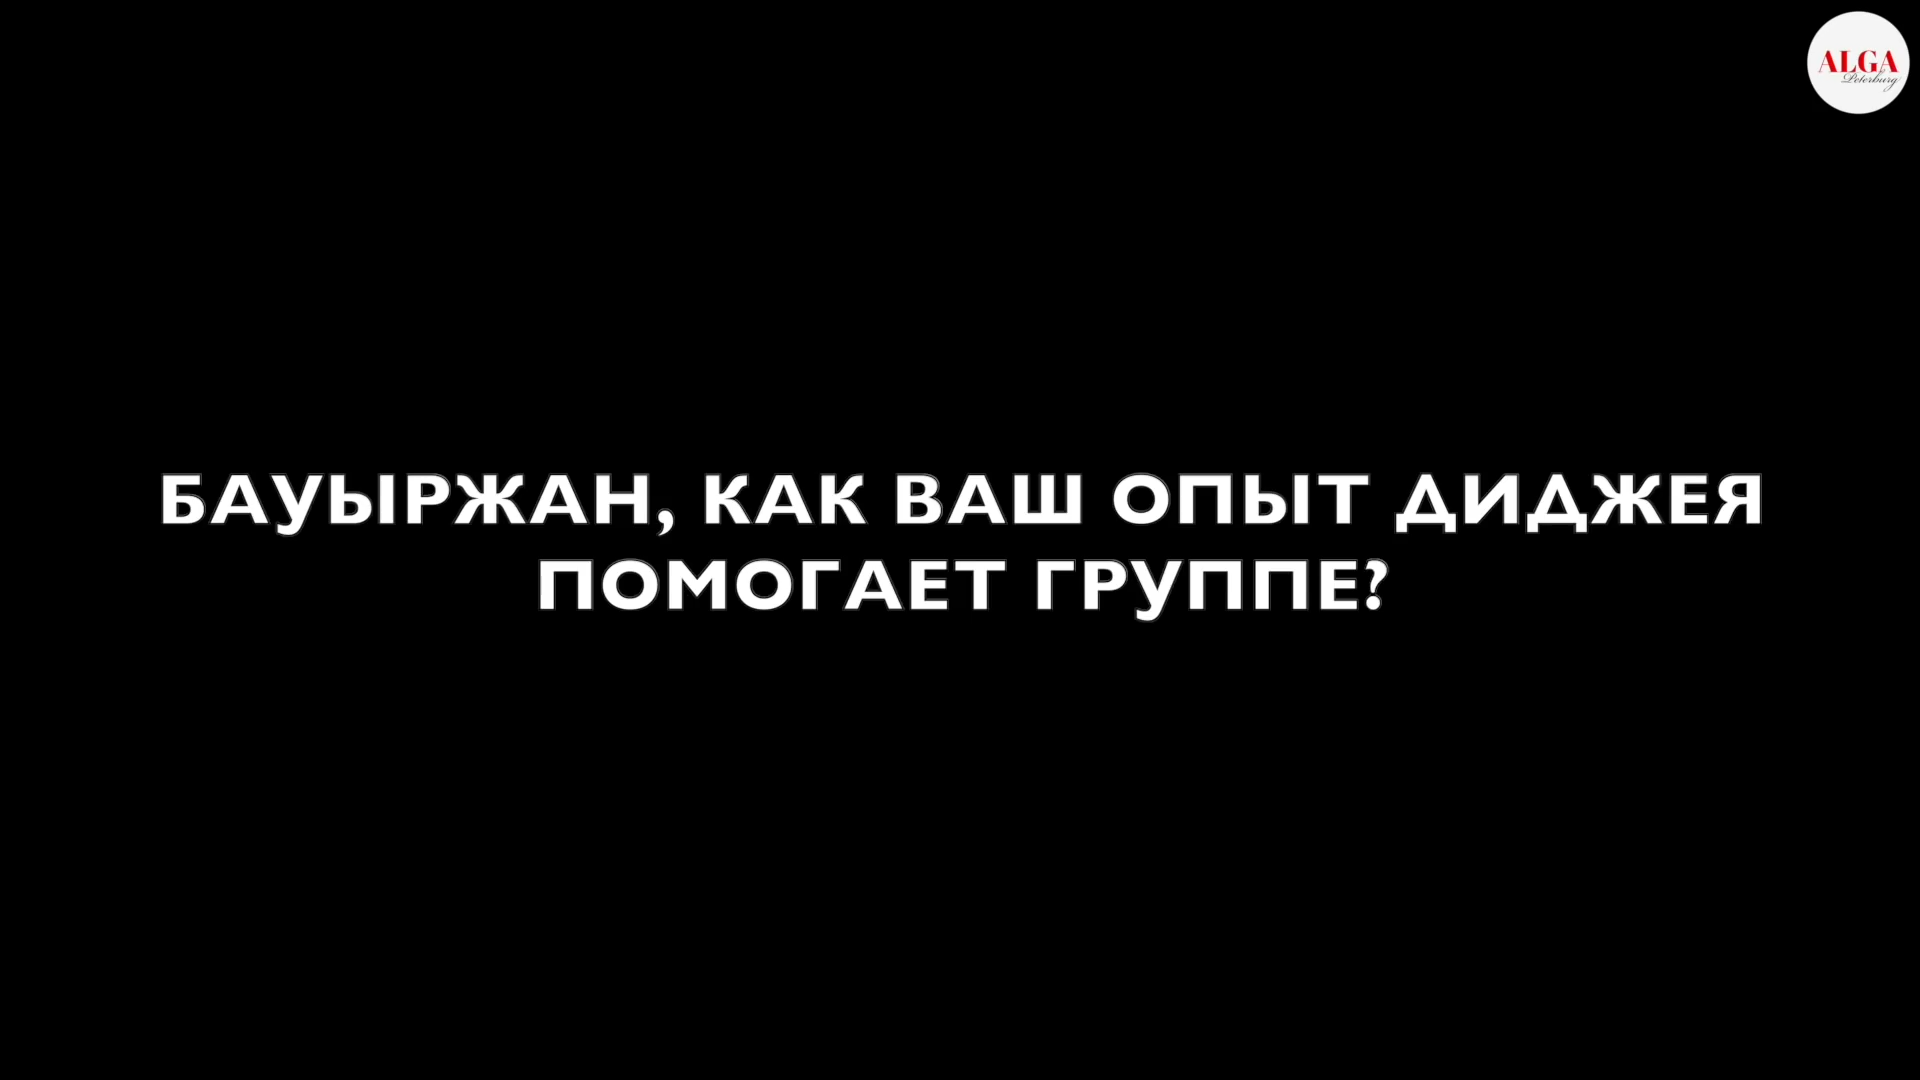 ALGA
Peterburg
БАУЫРЖАН, КАК ВАШ ОПЫТ ДИДЖЕЯ
ПОМОГАЕТ ГРУППЕ?